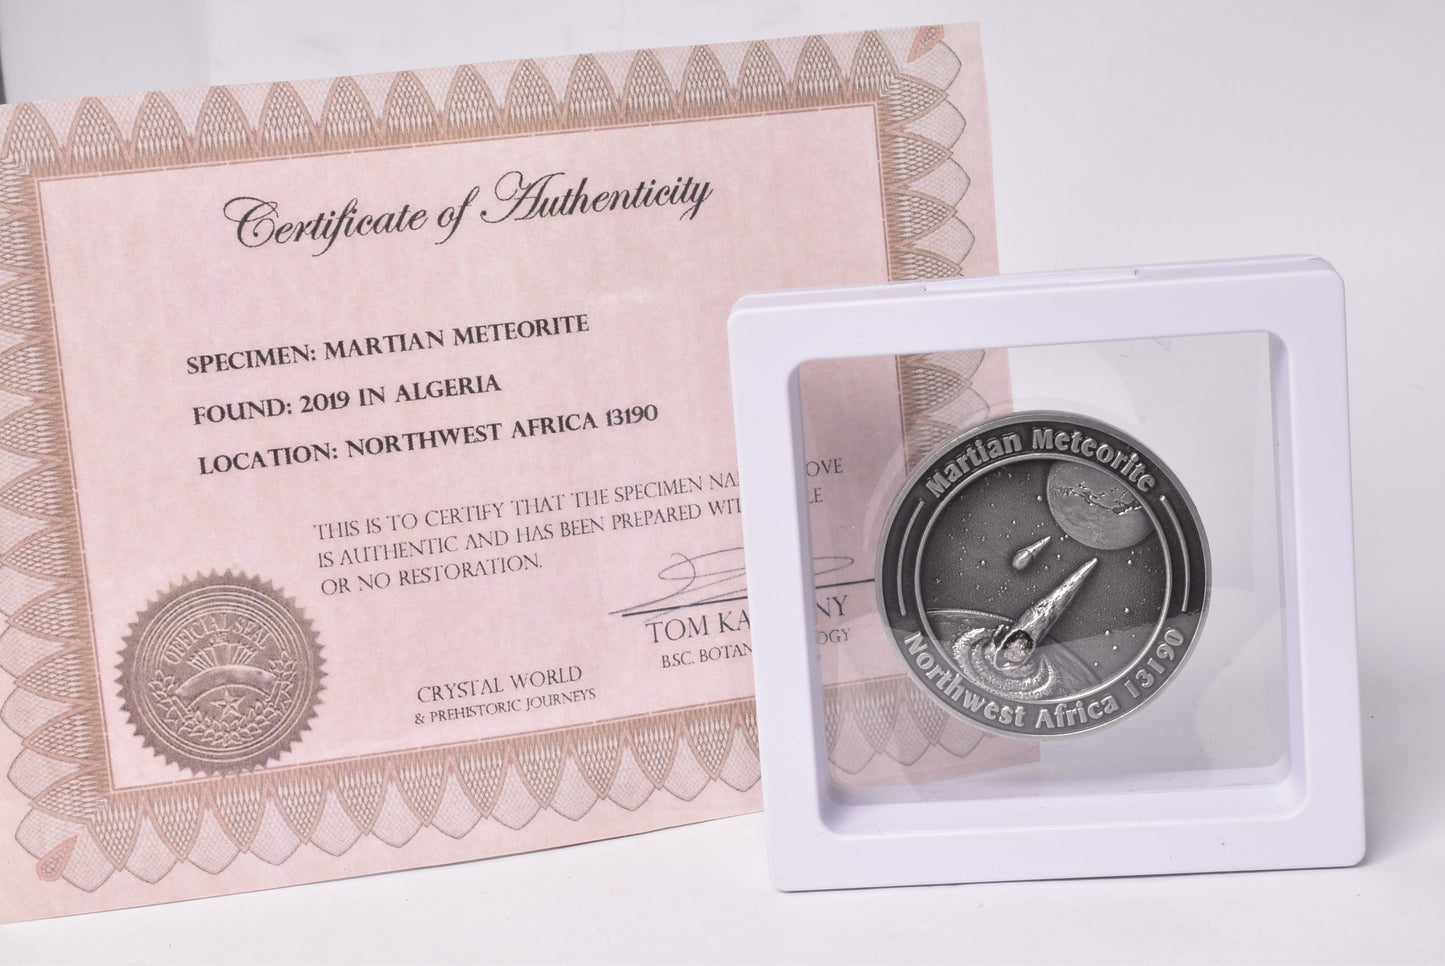 Certificate of Authenticity
SPECIMEN: MARTIAN METEORITE
FOUND: 2019 IN ALGERIA
LOCATION: NORTHWEST AFRICA 13190
THIS IS TO CERTIFY THAT THE SPECIMEN
IS AUTHENTIC AND HAS BEEN PREPARED
OR NO RESTORATION.
TOM
B.SC.
OFFICIAL SEAL
CRYSTAL WORLD
& PREHISTORIC JOURNEYS
Martian Meteorite
Northwest Africa 13190